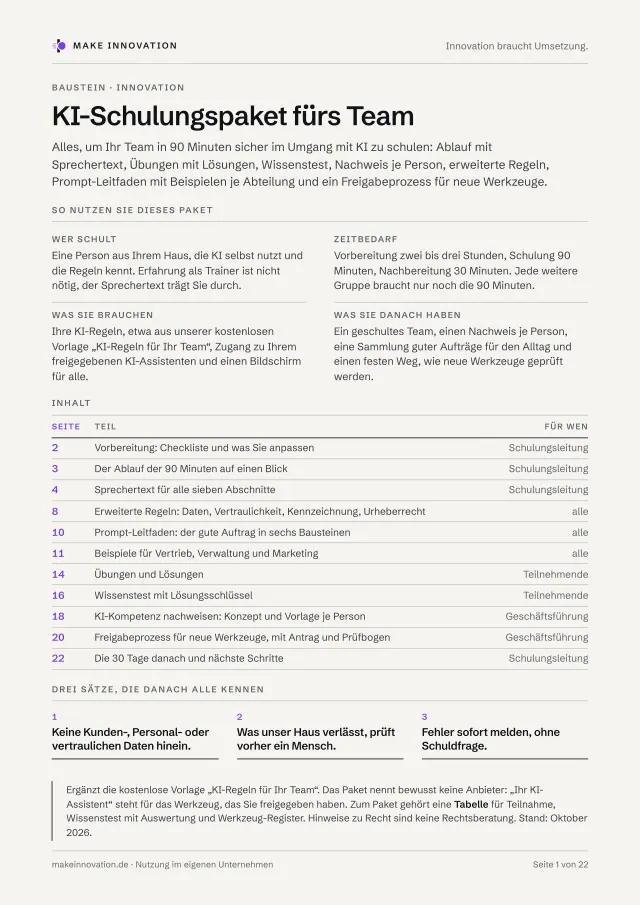 MAKE INNOVATION
Innovation braucht Umsetzung.
BAUSTEIN · INNOVATION
KI-Schulungspaket fürs Team
Alles, um Ihr Team in 90 Minuten sicher im Umgang mit KI zu schulen: Ablauf mit
Sprechertext, Übungen mit Lösungen, Wissenstest, Nachweis je Person, erweiterte Regeln,
Prompt-Leitfaden mit Beispielen je Abteilung und ein Freigabeprozess für neue Werkzeuge.
SO NUTZEN SIE DIESES PAKET
WER SCHULT
Eine Person aus Ihrem Haus, die KI selbst nutzt und
die Regeln kennt. Erfahrung als Trainer ist nicht
nötig, der Sprechertext trägt Sie durch.
ZEITBEDARF
Vorbereitung zwei bis drei Stunden, Schulung 90
Minuten, Nachbereitung 30 Minuten. Jede weitere
Gruppe braucht nur noch die 90 Minuten.
WAS SIE BRAUCHEN
Ihre KI-Regeln, etwa aus unserer kostenlosen
Vorlage „KI-Regeln für Ihr Team“, Zugang zu Ihrem
freigegebenen KI-Assistenten und einen Bildschirm
für alle.
WAS SIE DANACH HABEN
Ein geschultes Team, einen Nachweis je Person,
eine Sammlung guter Aufträge für den Alltag und
einen festen Weg, wie neue Werkzeuge geprüft
werden.
INHALT
SEITE TEIL FÜR WEN
2 Vorbereitung: Checkliste und was Sie anpassen Schulungsleitung
3 Der Ablauf der 90 Minuten auf einen Blick Schulungsleitung
4 Sprechertext für alle sieben Abschnitte Schulungsleitung
8 Erweiterte Regeln: Daten, Vertraulichkeit, Kennzeichnung, Urheberrecht alle
10 Prompt-Leitfaden: der gute Auftrag in sechs Bausteinen alle
11 Beispiele für Vertrieb, Verwaltung und Marketing alle
14 Übungen und Lösungen Teilnehmende
16 Wissenstest mit Lösungsschlüssel Teilnehmende
18 KI-Kompetenz nachweisen: Konzept und Vorlage je Person Geschäftsführung
20 Freigabeprozess für neue Werkzeuge, mit Antrag und Prüfbogen Geschäftsführung
22 Die 30 Tage danach und nächste Schritte Schulungsleitung
DREI SÄTZE, DIE DANACH ALLE KENNEN
1
Keine Kunden-, Personal- oder
vertraulichen Daten hinein.
2
Was unser Haus verlässt, prüft
vorher ein Mensch.
3
Fehler sofort melden, ohne
Schuldfrage.
Ergänzt die kostenlose Vorlage „KI-Regeln für Ihr Team“. Das Paket nennt bewusst keine Anbieter: „Ihr KI-
Assistent“ steht für das Werkzeug, das Sie freigegeben haben. Zum Paket gehört eine Tabelle für Teilnahme,
Wissenstest mit Auswertung und Werkzeug-Register. Hinweise zu Recht sind keine Rechtsberatung. Stand: Oktober
2026.
makeinnovation.de · Nutzung im eigenen Unternehmen
Seite 1 von 22